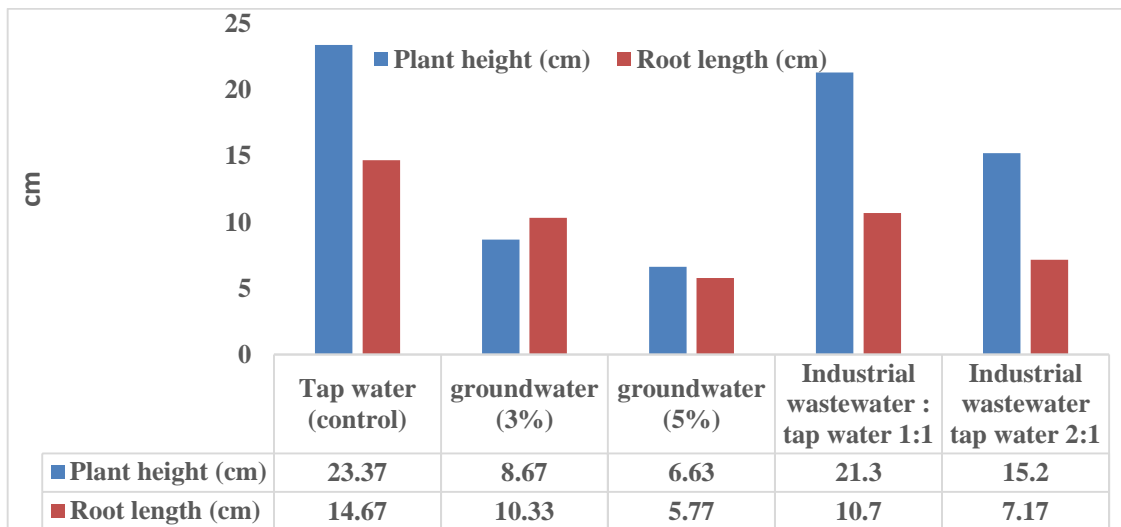 25
Plant height (cm) Root length (cm)
20
15
cm
10
5
0
Tap water
(control)
groundwater
(3%)
groundwater
(5%)
Industrial
wastewater :
tap water 1:1
Industrial
wastewater
tap water 2:1
Plant height (cm) 23.37 8.67 6.63 21.3 15.2
Root length (cm) 14.67 10.33 5.77 10.7 7.17